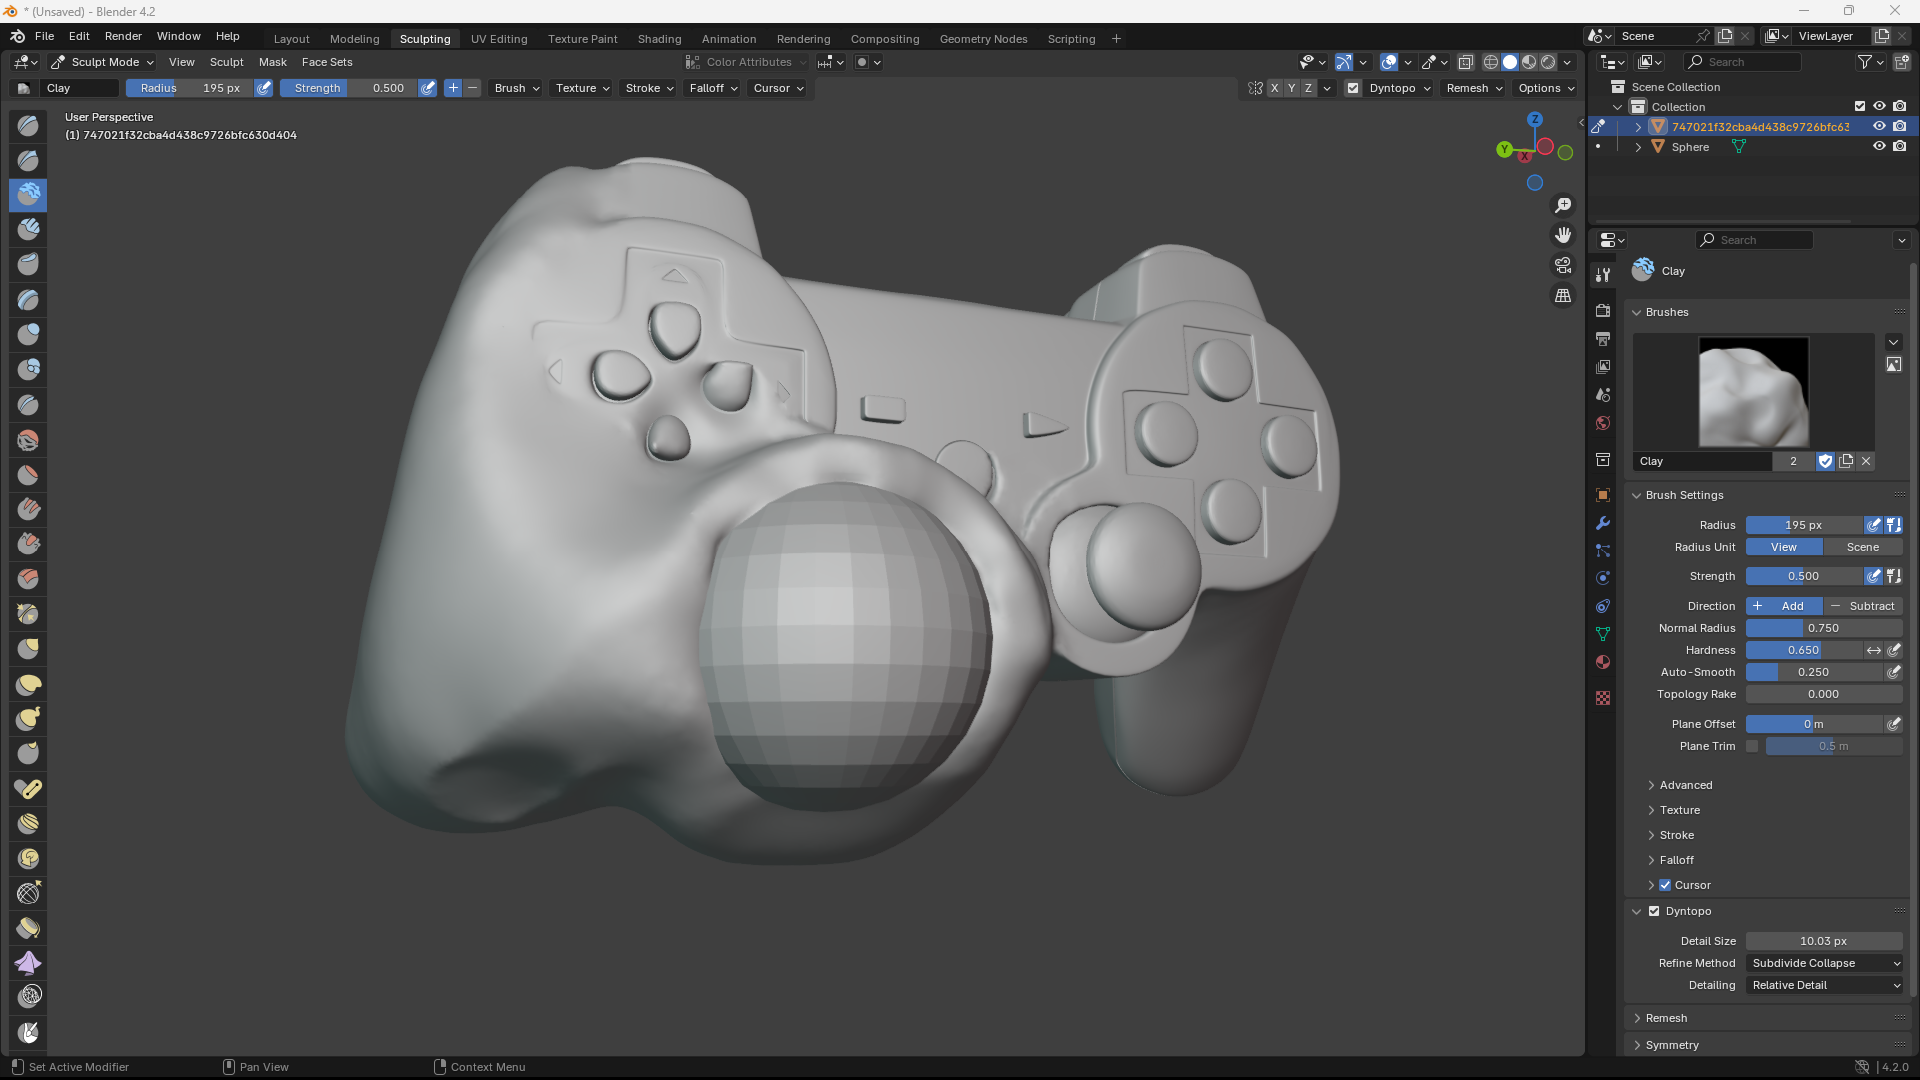 * (Unsaved) - Blender 4.2
File Edit Render Window Help
Layout Modeling Sculpting UV Editing Texture Paint Shading Animation Rendering Compositing Geometry Nodes Scripting +
Scene
ViewLayer
Sculpt Mode View Sculpt Mask Face Sets
Color Attributes
Search
Clay
Radius 195 px
Strength 0.500
Brush Texture Stroke Falloff Cursor
X Y Z
Dyntopo Remesh Options
Scene Collection
Collection
747021f32cba4d438c9726bfc63
Sphere
User Perspective
(1) 747021f32cba4d438c9726bfc630d404
Z
Y
X
Search
Clay
Brushes
Clay 2
Brush Settings
Radius 195 px
Radius Unit View Scene
Strength 0.500
Direction + Add − Subtract
Normal Radius 0.750
Hardness 0.650
Auto-Smooth 0.250
Topology Rake 0.000
Plane Offset 0 m
Plane Trim 0.5 m
Advanced
Texture
Stroke
Falloff
Cursor
Dyntopo
Detail Size 10.03 px
Refine Method Subdivide Collapse
Detailing Relative Detail
Remesh
Symmetry
Set Active Modifier
Pan View
Context Menu
4.2.0